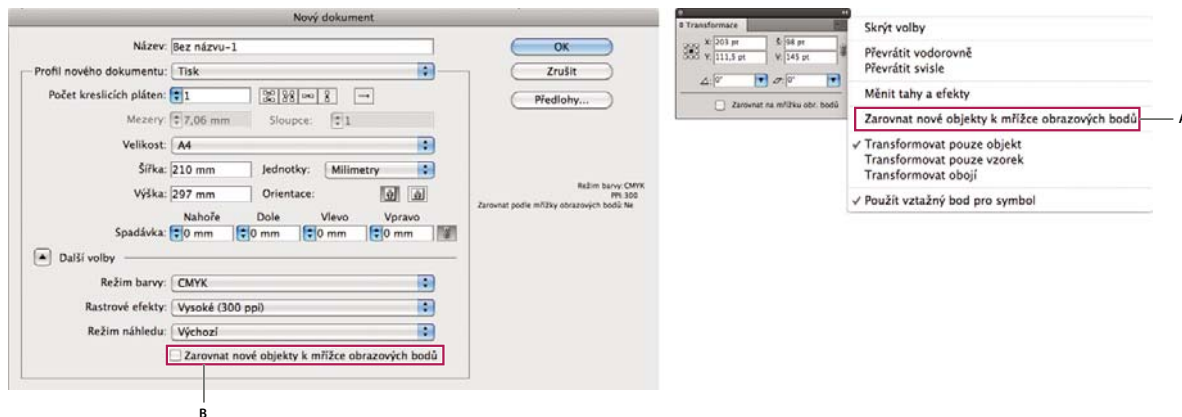 Nový dokument
Název: Bez názvu-1
OK
Profil nového dokumentu: Tisk
Zrušit
Počet kreslicích pláten: 1
Předlohy...
Mezery: 7,06 mm Sloupce: 1
Velikost: A4
Šířka: 210 mm Jednotky: Milimetry
Výška: 297 mm Orientace:
Nahoře Dole Vlevo Vpravo
Spadávka: 0 mm 0 mm 0 mm 0 mm
Režim barvy: CMYK
PPI: 300
Zarovnat podle mřížky obrazových bodů: Ne
Další volby
Režim barvy: CMYK
Rastrové efekty: Vysoké (300 ppi)
Režim náhledu: Výchozí
Zarovnat nové objekty k mřížce obrazových bodů
B
Transformace
X: 203 pt Š: 98 pt
Y: 111,5 pt V: 145 pt
0° 0°
Zarovnat na mřížku obr. bodů
Skrýt volby
Převrátit vodorovně
Převrátit svisle
Měnit tahy a efekty
Zarovnat nové objekty k mřížce obrazových bodů
A
Transformovat pouze objekt
Transformovat pouze vzorek
Transformovat obojí
Použít vztažný bod pro symbol